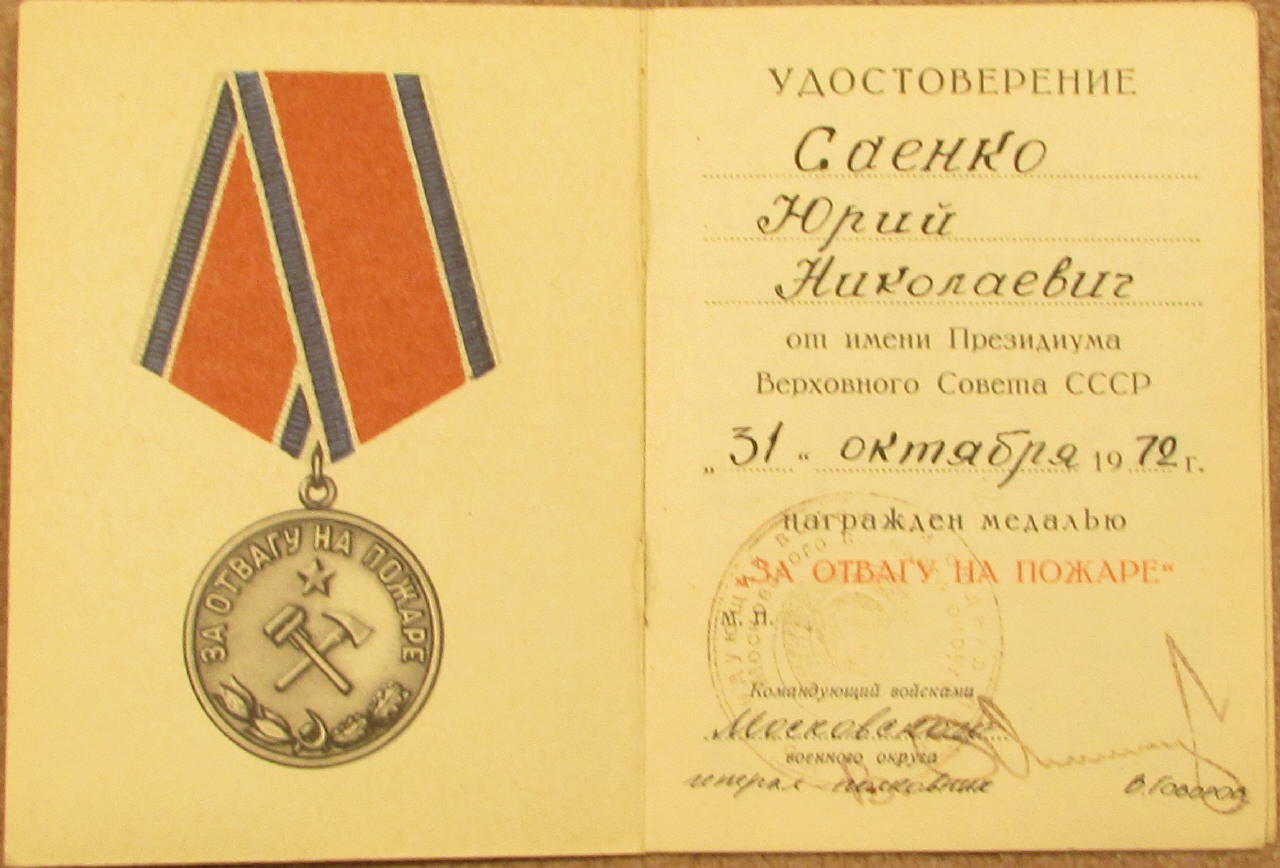 ЗА ОТВАГУ НА ПОЖАРЕ
УДОСТОВЕРЕНИЕ
Саенко
Юрий
Николаевич
от имени Президиума
Верховного Совета СССР
„31“ октября 1972 г.
награжден медалью
„ЗА ОТВАГУ НА ПОЖАРЕ“
М. П.
Командующий войсками
Московского
военного округа
генерал полковник В. Говоров